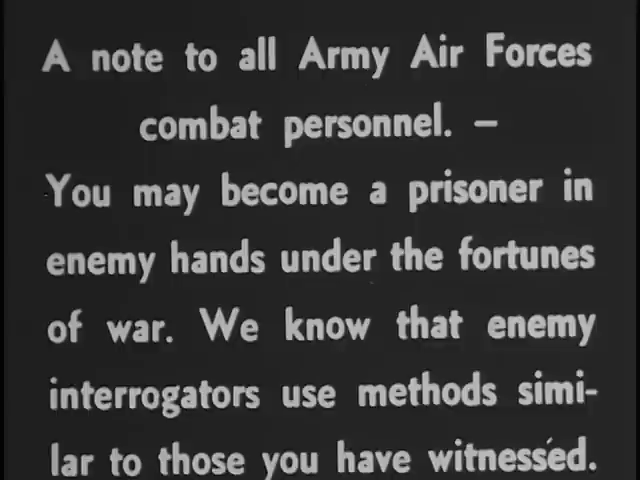 A note to all Army Air Forces
combat personnel. –
You may become a prisoner in
enemy hands under the fortunes
of war. We know that enemy
interrogators use methods simi-
lar to those you have witnessed.